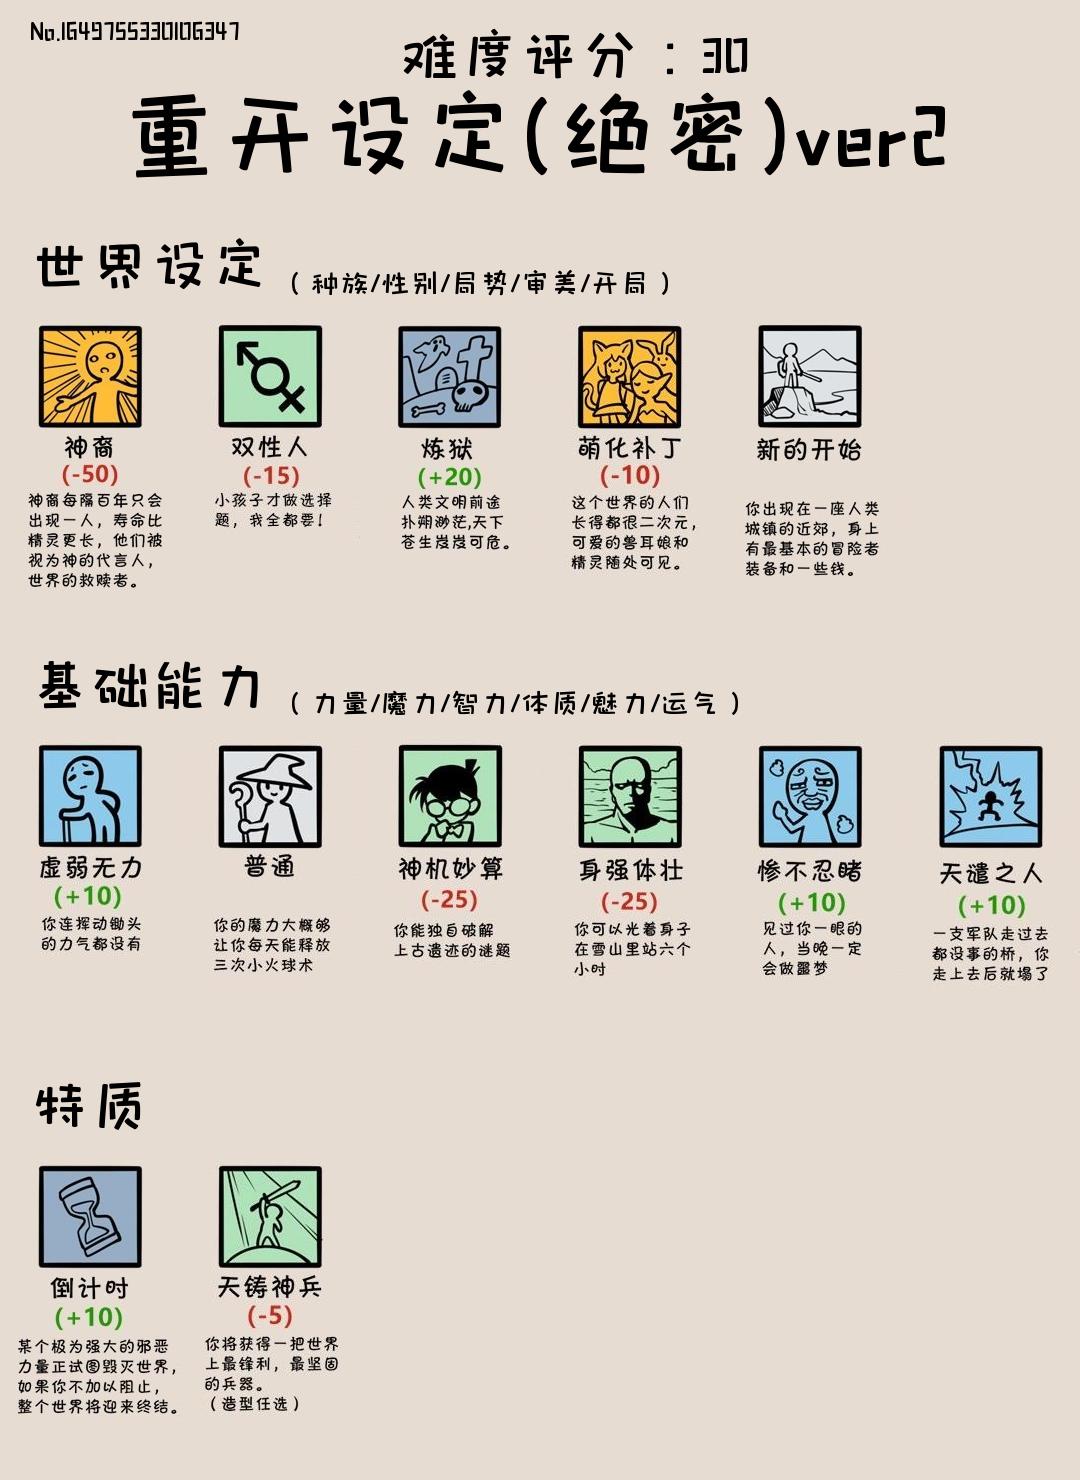 No.1649755330106347
难度评分：30
重开设定(绝密)ver2
世界设定（种族/性别/局势/审美/开局）
神裔
(-50)
神裔每隔百年只会
出现一人，寿命比
精灵更长，他们被
视为神的代言人，
世界的救赎者。
双性人
(-15)
小孩子才做选择
题，我全都要！
炼狱
(+20)
人类文明前途
扑朔渺茫,天下
苍生岌岌可危。
萌化补丁
(-10)
这个世界的人们
长得都很二次元，
可爱的兽耳娘和
精灵随处可见。
新的开始
你出现在一座人类
城镇的近郊，身上
有最基本的冒险者
装备和一些钱。
基础能力（力量/魔力/智力/体质/魅力/运气）
虚弱无力
(+10)
你连挥动锄头
的力气都没有
普通
你的魔力大概够
让你每天能释放
三次小火球术
神机妙算
(-25)
你能独自破解
上古遗迹的谜题
身强体壮
(-25)
你可以光着身子
在雪山里站六个
小时
惨不忍睹
(+10)
见过你一眼的
人，当晚一定
会做噩梦
天谴之人
(+10)
一支军队走过去
都没事的桥，你
走上去后就塌了
特质
倒计时
(+10)
某个极为强大的邪恶
力量正试图毁灭世界，
如果你不加以阻止，
整个世界将迎来终结。
天铸神兵
(-5)
你将获得一把世界
上最锋利，最坚固
的兵器。
（造型任选）